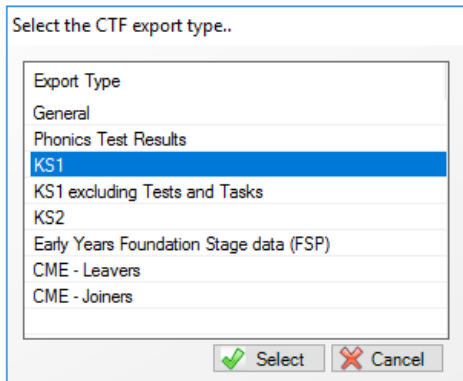 Select the CTF export type..
Export Type
General
Phonics Test Results
KS1
KS1 excluding Tests and Tasks
KS2
Early Years Foundation Stage data (FSP)
CME - Leavers
CME - Joiners
Select Cancel